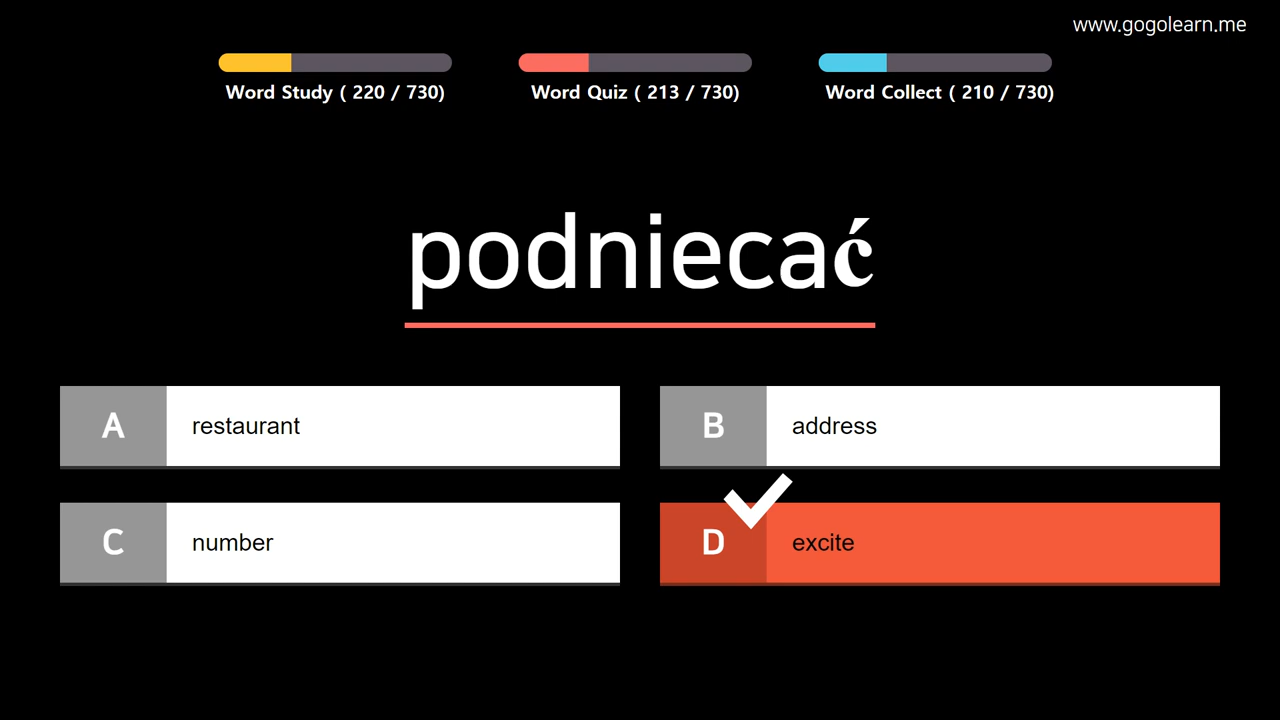 www.gogolearn.me
Word Study ( 220 / 730)
Word Quiz ( 213 / 730)
Word Collect ( 210 / 730)
podniecać
A restaurant
B address
C number
D excite